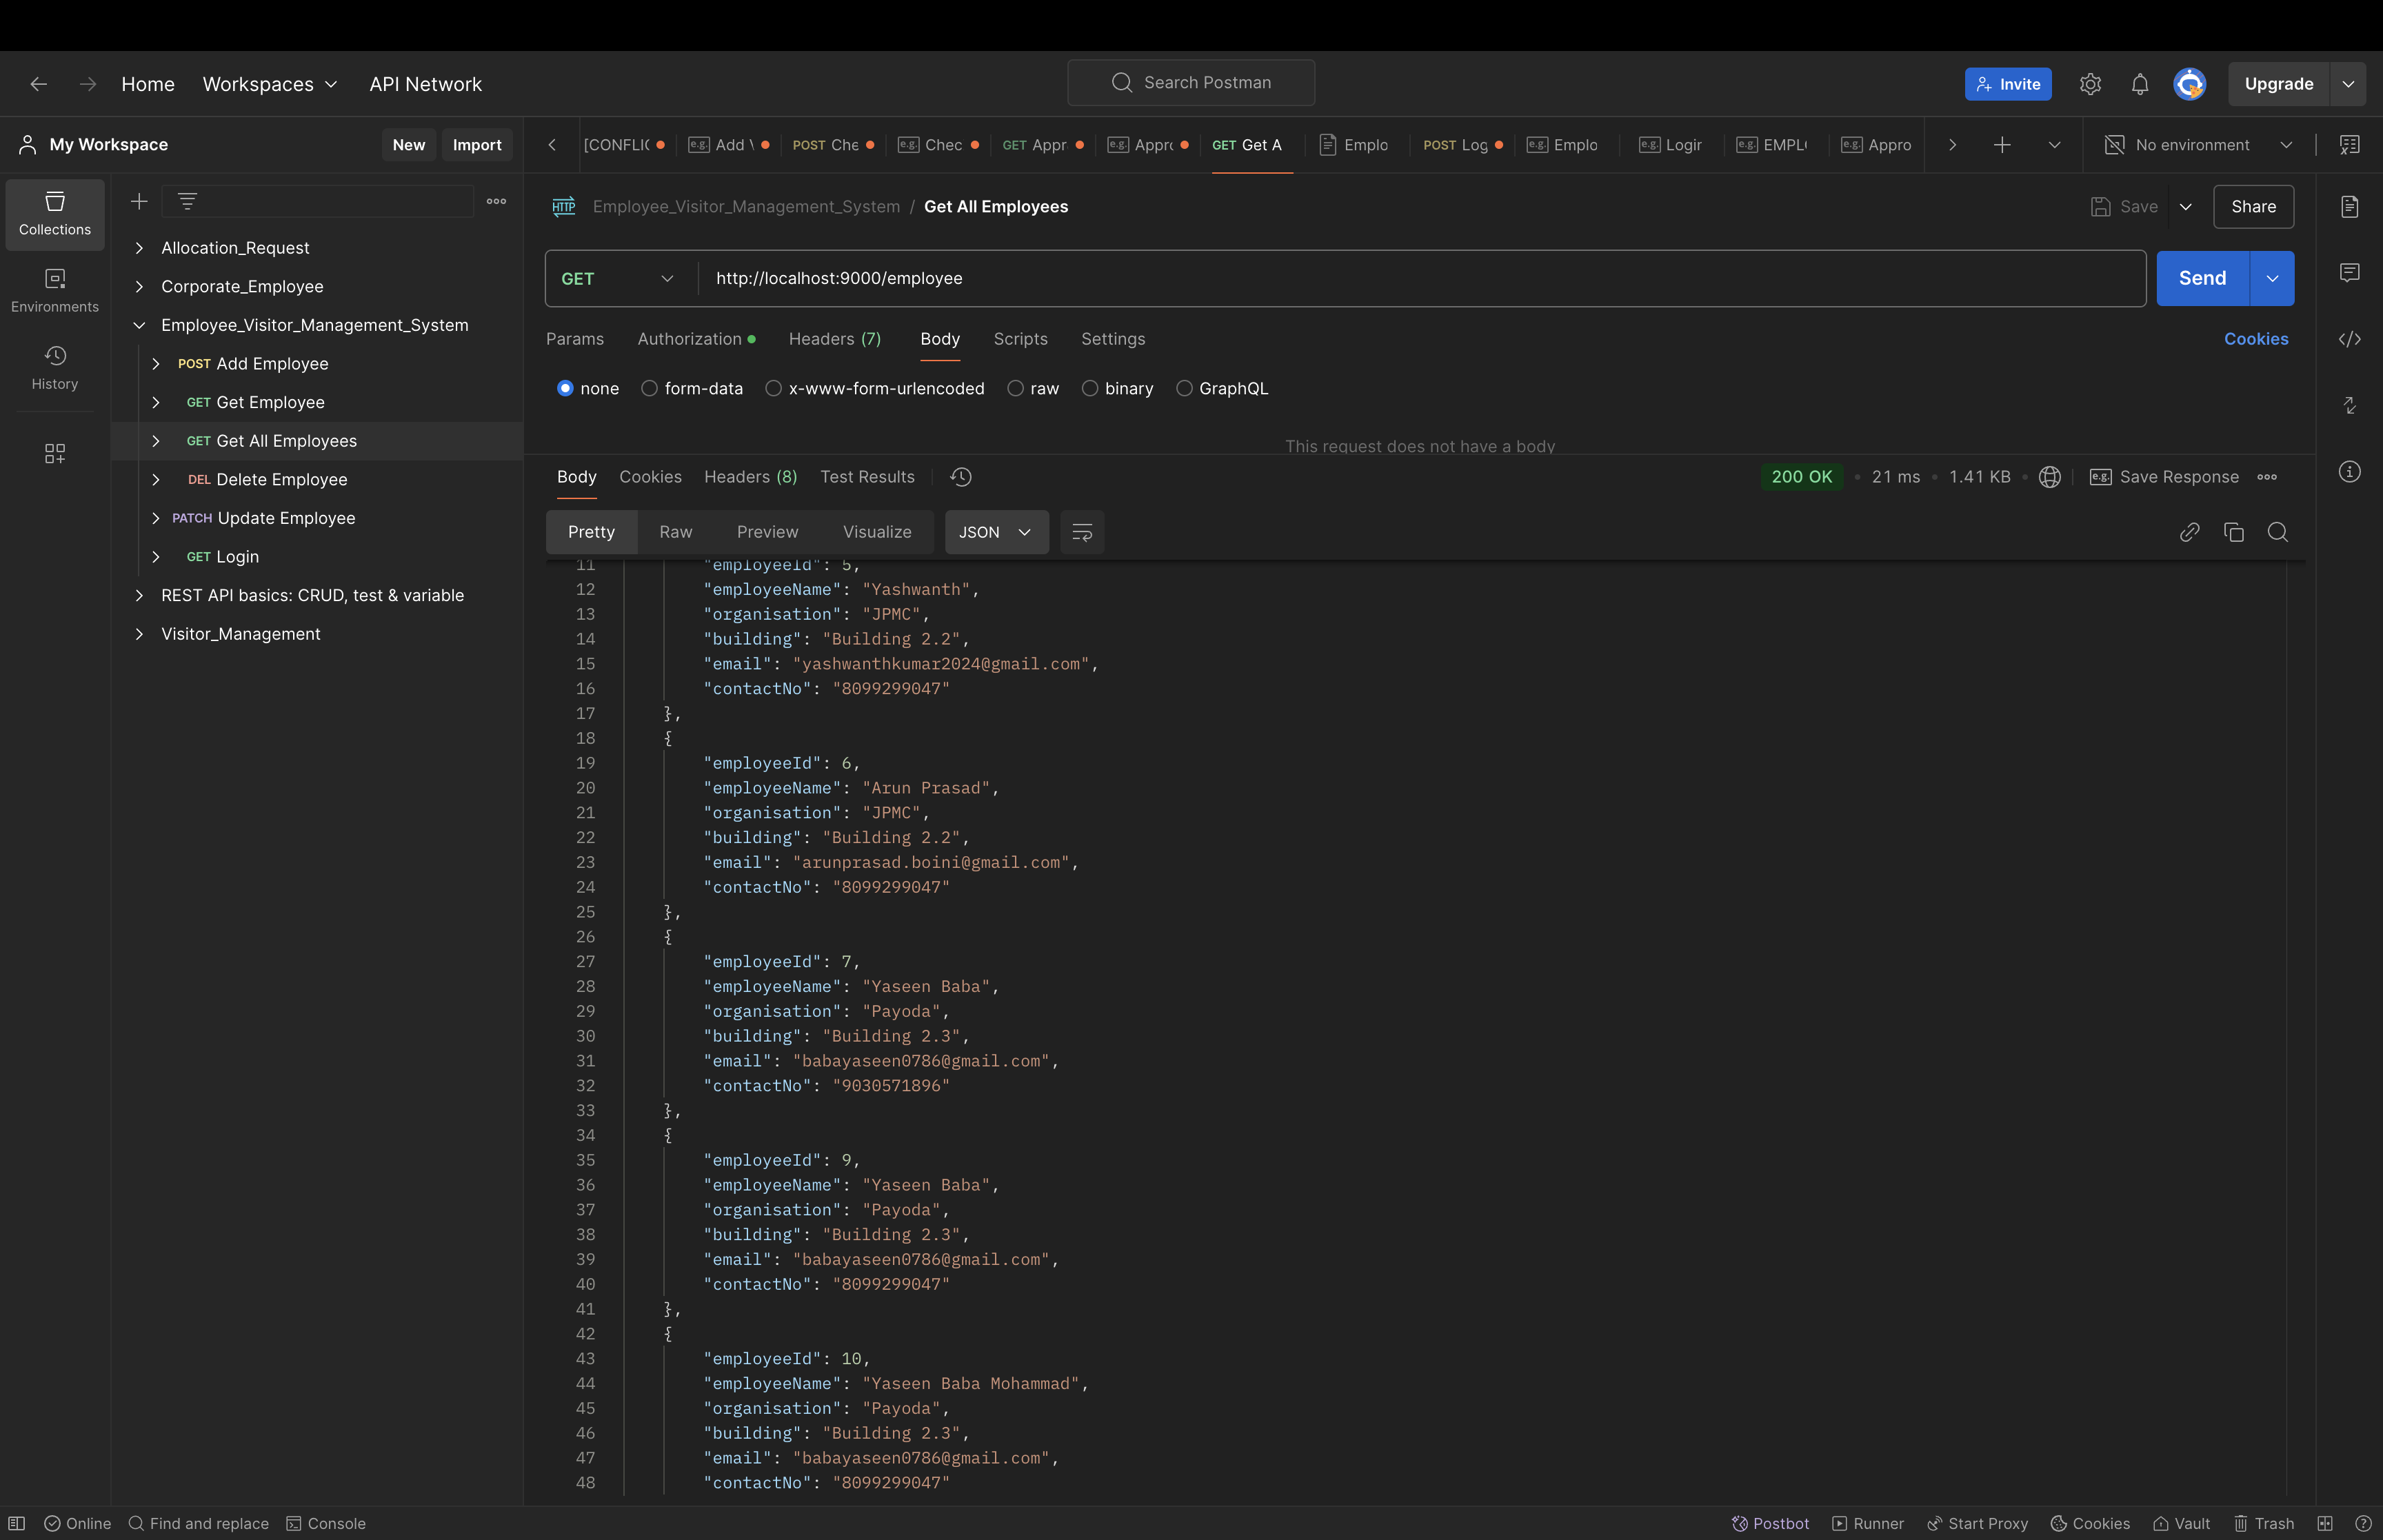 Home Workspaces API Network Search Postman Invite Upgrade
My Workspace New Import [CONFLIC e.g. Add \ POST Che e.g. Chec GET Appr e.g. Appro GET Get A Emplo POST Log e.g. Emplo e.g. Login e.g. EMPL e.g. Appro No environment
Collections
Environments
History
Allocation_Request
Corporate_Employee
Employee_Visitor_Management_System
POST Add Employee
GET Get Employee
GET Get All Employees
DEL Delete Employee
PATCH Update Employee
GET Login
REST API basics: CRUD, test & variable
Visitor_Management
HTTP Employee_Visitor_Management_System / Get All Employees Save Share
GET http://localhost:9000/employee Send
Params Authorization Headers (7) Body Scripts Settings Cookies
none form-data x-www-form-urlencoded raw binary GraphQL
This request does not have a body
Body Cookies Headers (8) Test Results 200 OK 21 ms 1.41 KB e.g. Save Response
Pretty Raw Preview Visualize JSON
11 "employeeId": 5,
12 "employeeName": "Yashwanth",
13 "organisation": "JPMC",
14 "building": "Building 2.2",
15 "email": "yashwanthkumar2024@gmail.com",
16 "contactNo": "8099299047"
17 },
18 {
19 "employeeId": 6,
20 "employeeName": "Arun Prasad",
21 "organisation": "JPMC",
22 "building": "Building 2.2",
23 "email": "arunprasad.boini@gmail.com",
24 "contactNo": "8099299047"
25 },
26 {
27 "employeeId": 7,
28 "employeeName": "Yaseen Baba",
29 "organisation": "Payoda",
30 "building": "Building 2.3",
31 "email": "babayaseen0786@gmail.com",
32 "contactNo": "9030571896"
33 },
34 {
35 "employeeId": 9,
36 "employeeName": "Yaseen Baba",
37 "organisation": "Payoda",
38 "building": "Building 2.3",
39 "email": "babayaseen0786@gmail.com",
40 "contactNo": "8099299047"
41 },
42 {
43 "employeeId": 10,
44 "employeeName": "Yaseen Baba Mohammad",
45 "organisation": "Payoda",
46 "building": "Building 2.3",
47 "email": "babayaseen0786@gmail.com",
48 "contactNo": "8099299047"
Online Find and replace Console Postbot Runner Start Proxy Cookies Vault Trash